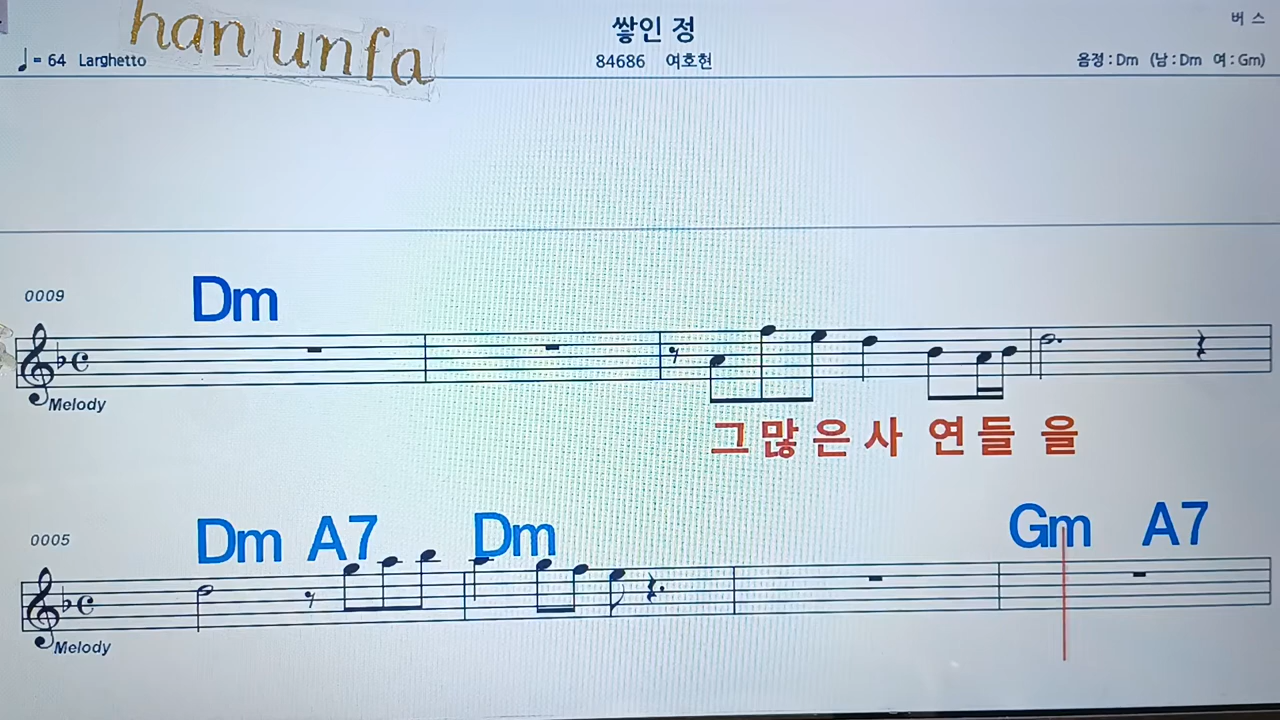 han unfa
쌓인 정
버 스
♩= 64 Larghetto
84686 여호현
음정 : Dm (남 : Dm 여 : Gm)
Dm
0009
Melody
그 많 은 사 연 들 을
Dm A7 Dm Gm A7
0005
Melody